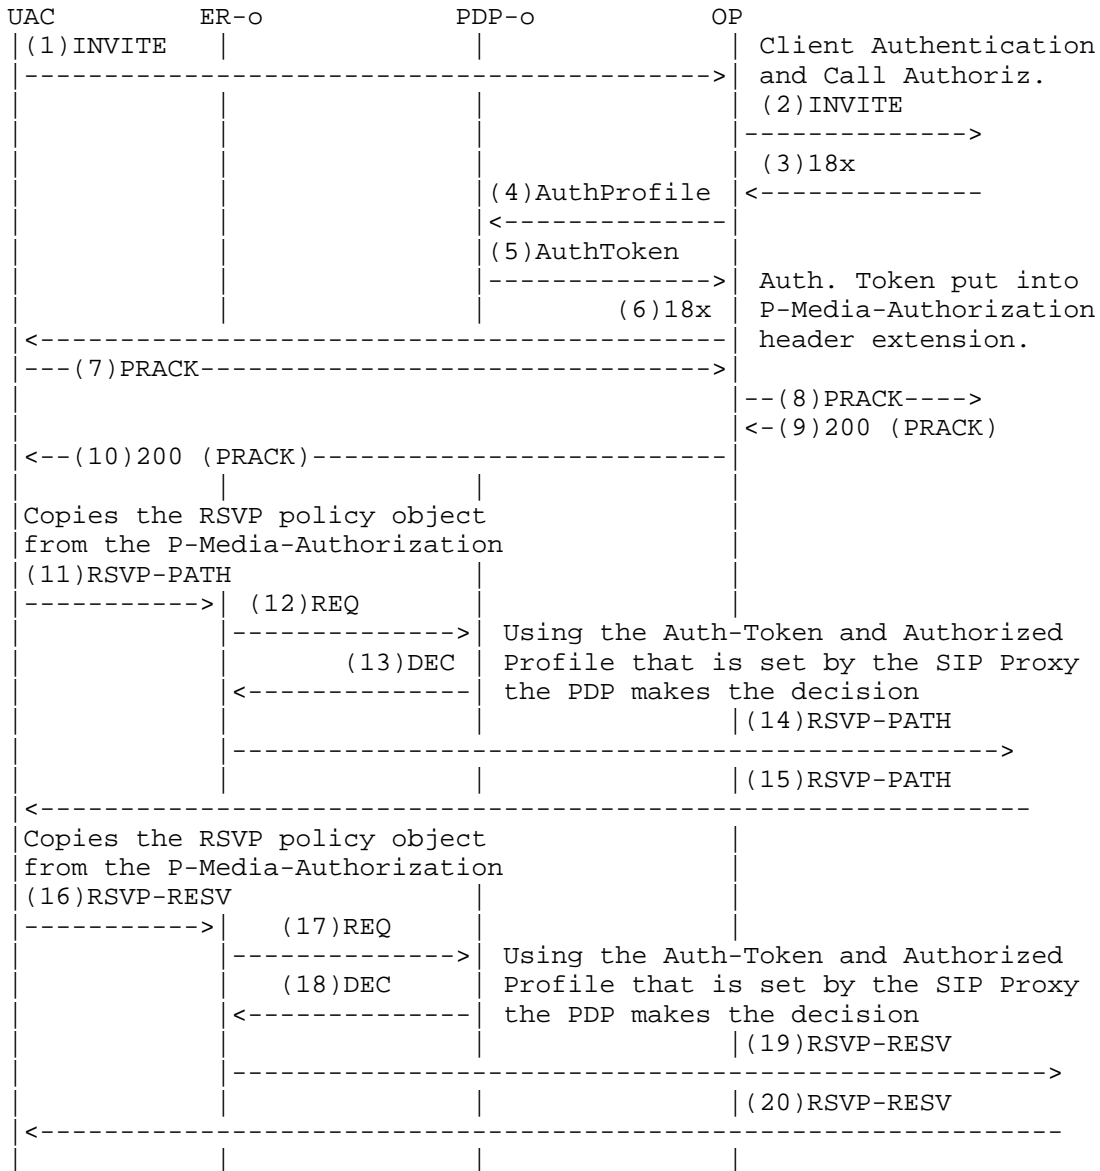 UAC ER-o PDP-o OP
(1)INVITE Client Authentication
and Call Authoriz.
(2)INVITE
(3)18x
(4)AuthProfile
(5)AuthToken
Auth. Token put into
(6)18x P-Media-Authorization
header extension.
(7)PRACK
(8)PRACK
(9)200 (PRACK)
(10)200 (PRACK)
Copies the RSVP policy object
from the P-Media-Authorization
(11)RSVP-PATH
(12)REQ
Using the Auth-Token and Authorized
(13)DEC Profile that is set by the SIP Proxy
the PDP makes the decision
(14)RSVP-PATH
(15)RSVP-PATH
Copies the RSVP policy object
from the P-Media-Authorization
(16)RSVP-RESV
(17)REQ
Using the Auth-Token and Authorized
(18)DEC Profile that is set by the SIP Proxy
the PDP makes the decision
(19)RSVP-RESV
(20)RSVP-RESV